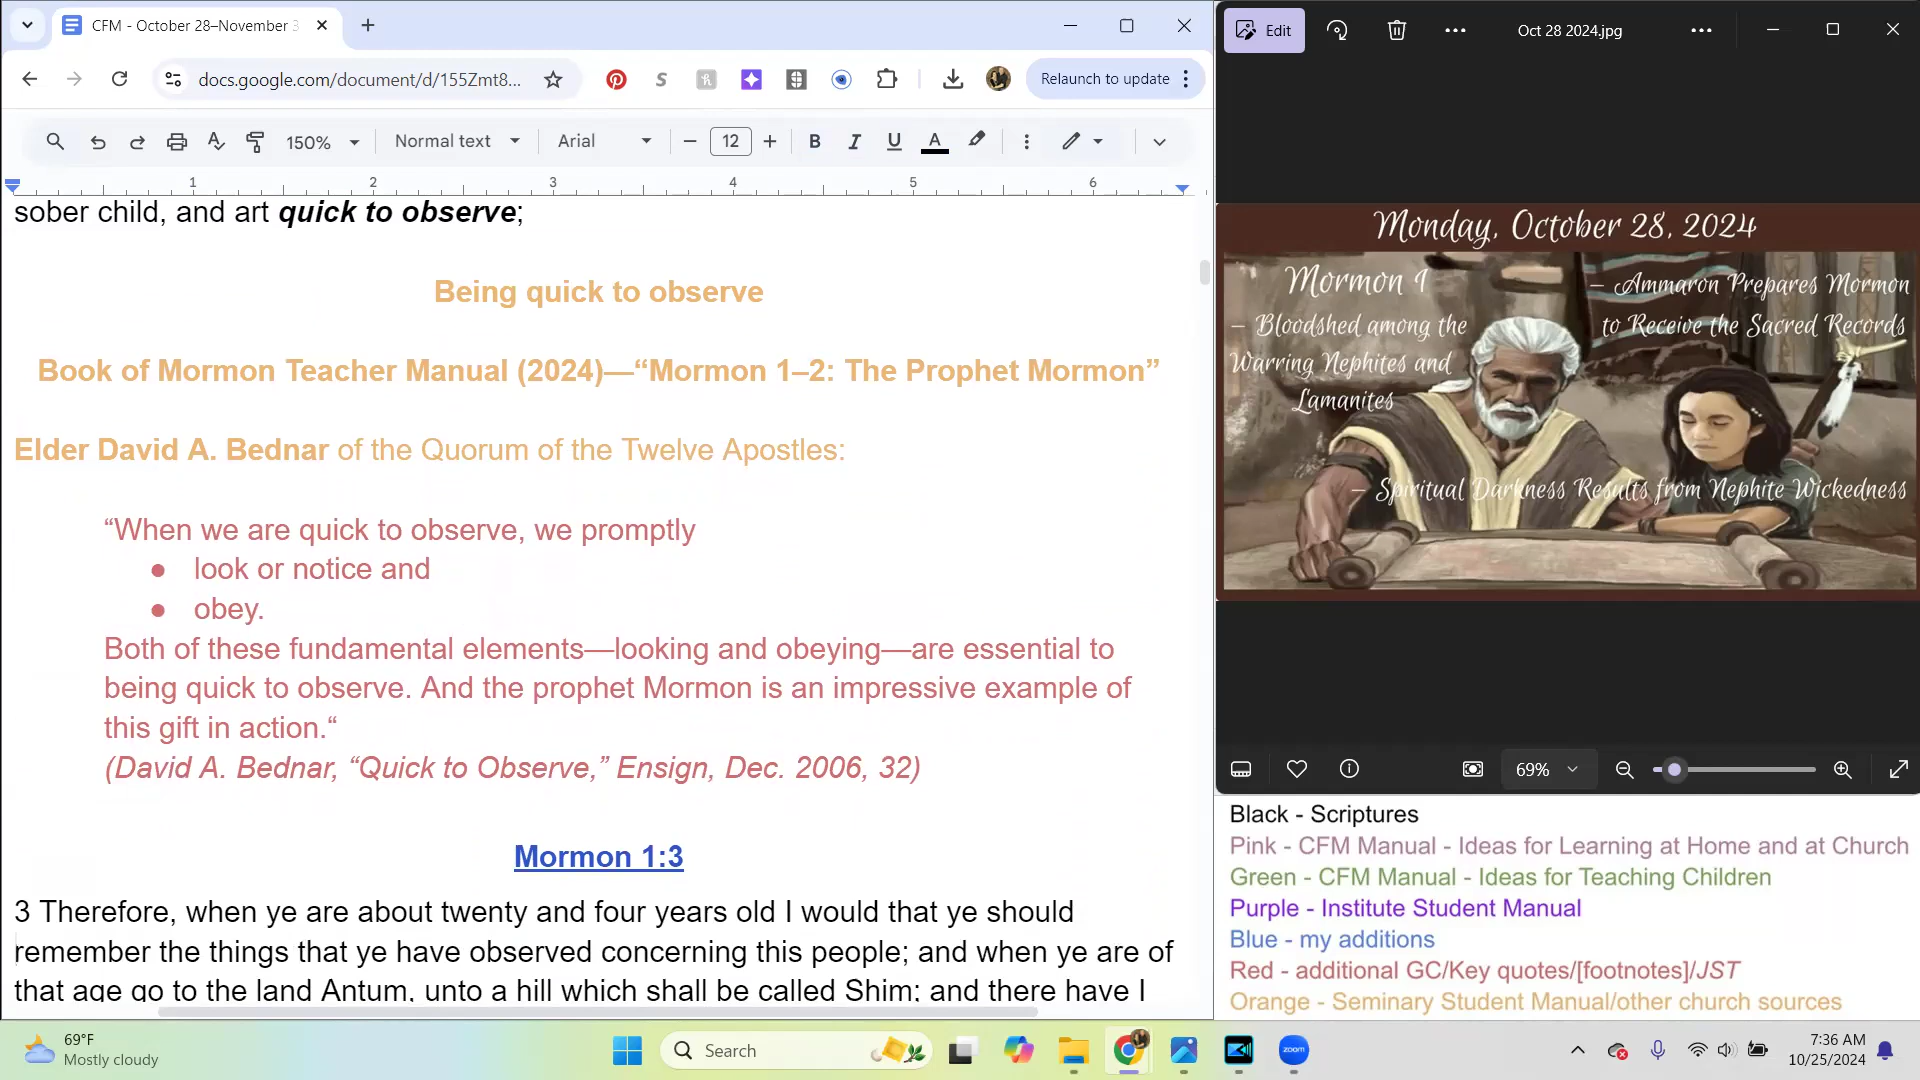 CFM - October 28–November 3
docs.google.com/document/d/155Zmt8...
Relaunch to update
150%
Normal text
Arial
12
1 2 3 4 5 6
sober child, and art quick to observe;
Being quick to observe
Book of Mormon Teacher Manual (2024)—“Mormon 1–2: The Prophet Mormon”
Elder David A. Bednar of the Quorum of the Twelve Apostles:
“When we are quick to observe, we promptly
● look or notice and
● obey.
Both of these fundamental elements—looking and obeying—are essential to
being quick to observe. And the prophet Mormon is an impressive example of
this gift in action.“
(David A. Bednar, “Quick to Observe,” Ensign, Dec. 2006, 32)
Mormon 1:3
3 Therefore, when ye are about twenty and four years old I would that ye should
remember the things that ye have observed concerning this people; and when ye are of
that age go to the land Antum, unto a hill which shall be called Shim; and there have I
Edit
Oct 28 2024.jpg
Monday, October 28, 2024
Mormon 1
– Bloodshed among the
Warring Nephites and
Lamanites
– Ammaron Prepares Mormon
to Receive the Sacred Records
– Spiritual Darkness Results from Nephite Wickedness
69%
Black - Scriptures
Pink - CFM Manual - Ideas for Learning at Home and at Church
Green - CFM Manual - Ideas for Teaching Children
Purple - Institute Student Manual
Blue - my additions
Red - additional GC/Key quotes/[footnotes]/JST
Orange - Seminary Student Manual/other church sources
69°F
Mostly cloudy
Search
zoom
7:36 AM
10/25/2024